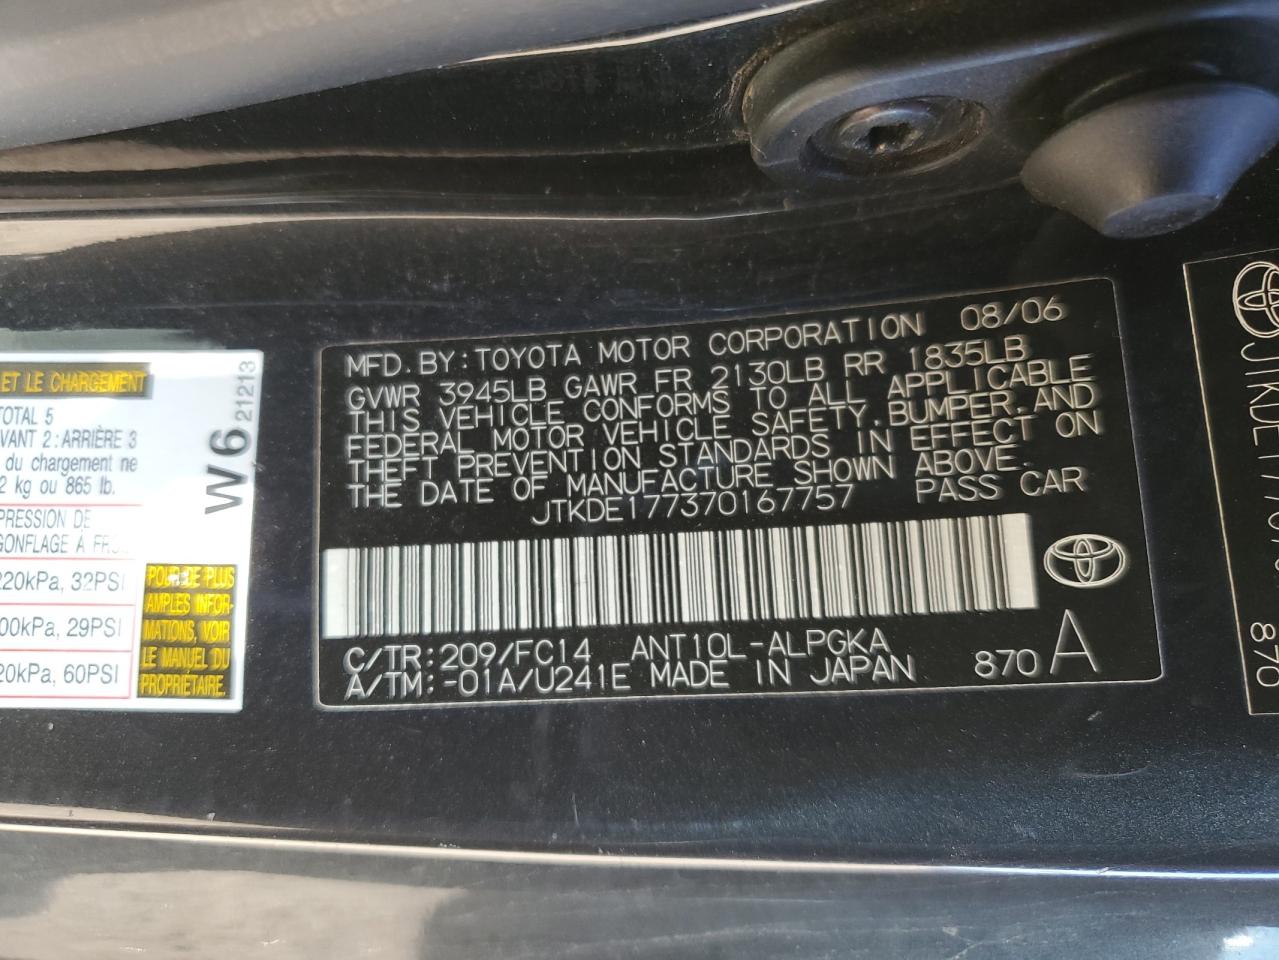 ET LE CHARGEMENT
TOTAL 5
VANT 2 : ARRIÈRE 3
du chargement ne
2 kg ou 865 lb.
PRESSION DE
GONFLAGE À
220kPa, 32PSI
00kPa, 29PSI
20kPa, 60PSI
POUR DE PLUS
AMPLES INFOR-
MATIONS, VOIR
LE MANUEL DU
PROPRIÉTAIRE.
W6 21213
MFD. BY: TOYOTA MOTOR CORPORATION 08/06
GVWR 3945LB GAWR FR 2130LB RR 1835LB
THIS VEHICLE CONFORMS TO ALL APPLICABLE
FEDERAL MOTOR VEHICLE SAFETY, BUMPER, AND
THEFT PREVENTION STANDARDS IN EFFECT ON
THE DATE OF MANUFACTURE SHOWN ABOVE.
JTKDE177370167757 PASS CAR
C/TR: 209/FC14 ANT10L-ALPGKA
A/TM: -01A/U241E MADE IN JAPAN 870 A
870